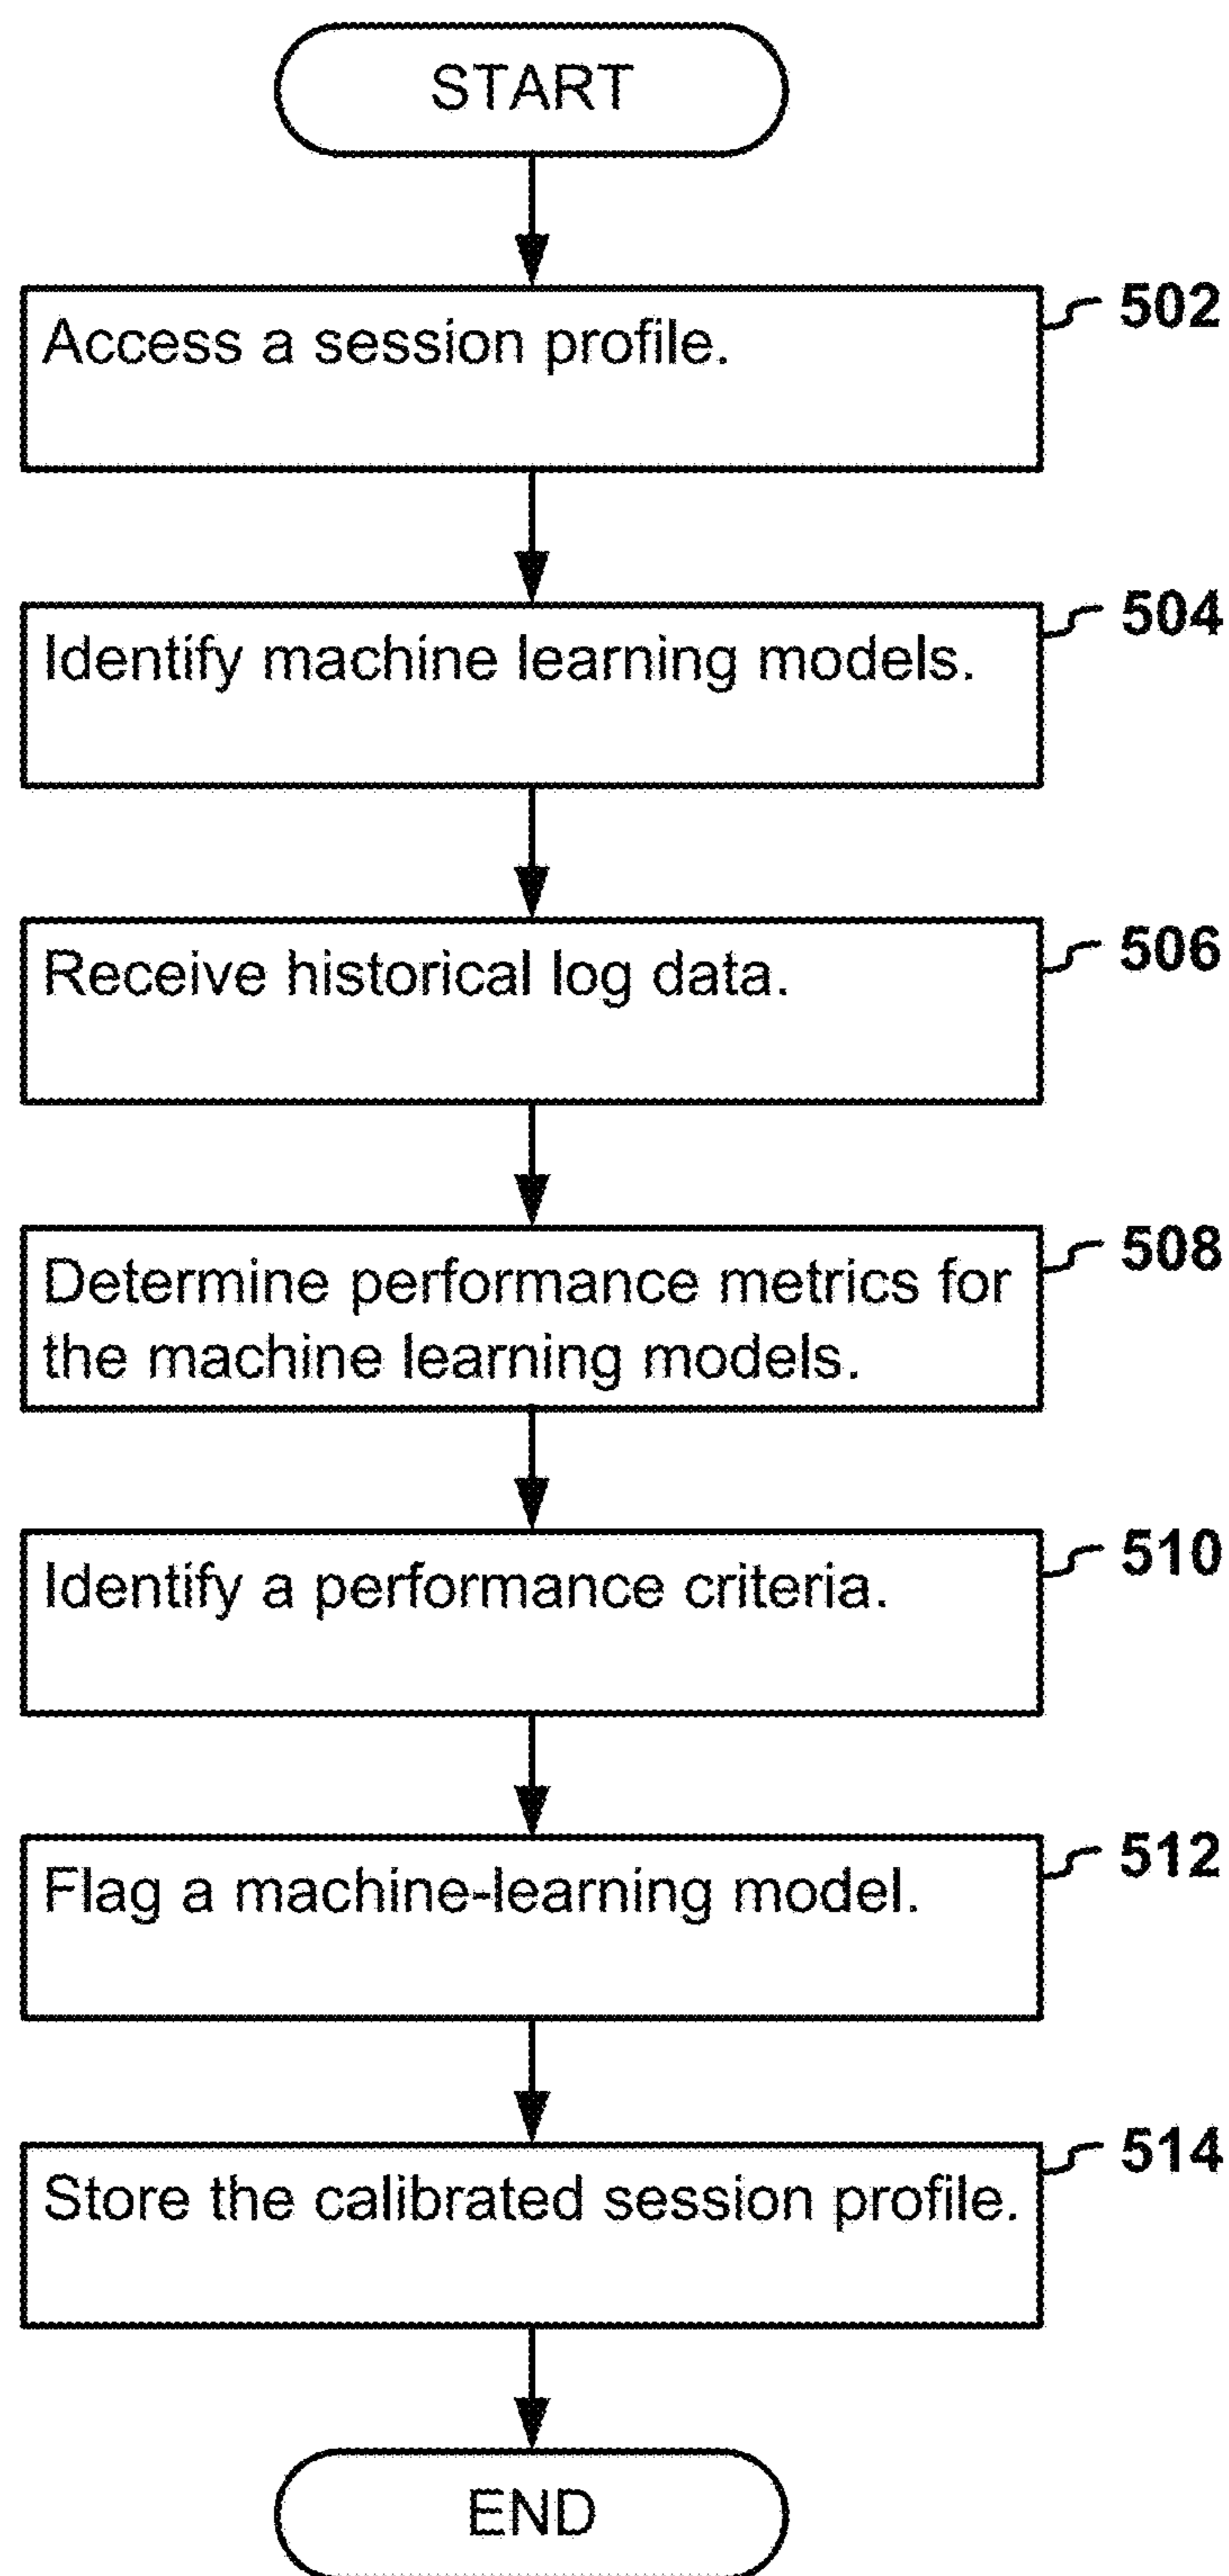 START
Access a session profile.
502
Identify machine learning models.
504
Receive historical log data.
506
Determine performance metrics for
the machine learning models.
508
Identify a performance criteria.
510
Flag a machine-learning model.
512
Store the calibrated session profile.
514
END